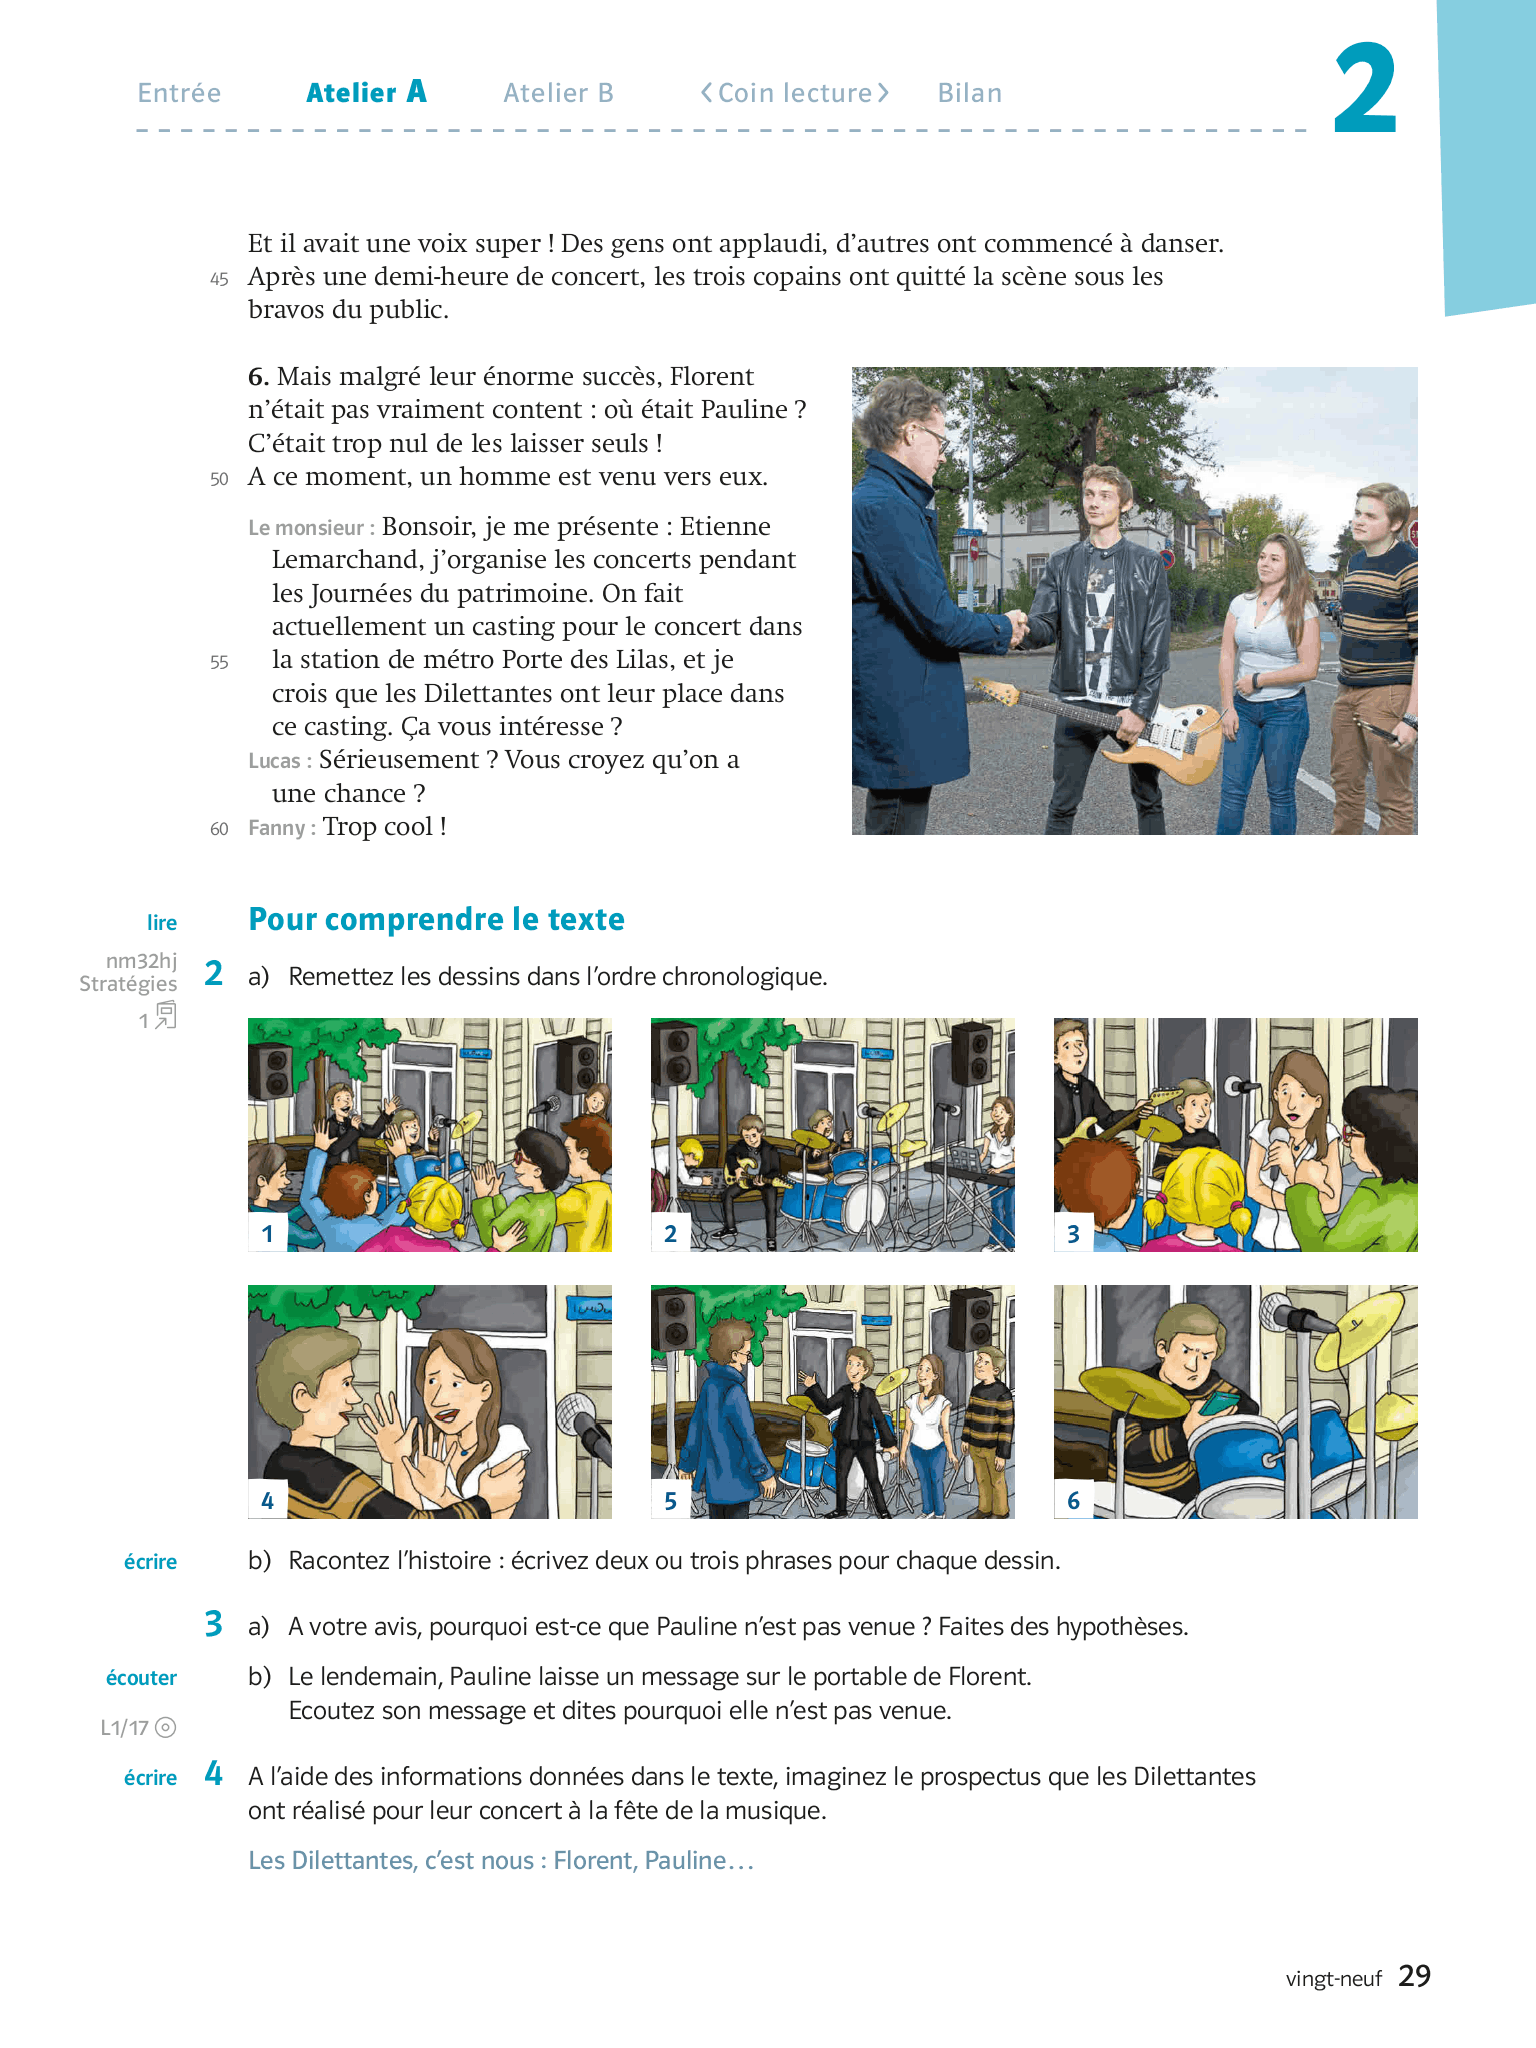 Entrée Atelier A Atelier B <Coin lecture> Bilan 2
Et il avait une voix super ! Des gens ont applaudi, d’autres ont commencé à danser.
45 Après une demi-heure de concert, les trois copains ont quitté la scène sous les
bravos du public.
6. Mais malgré leur énorme succès, Florent
n’était pas vraiment content : où était Pauline ?
C’était trop nul de les laisser seuls !
50 A ce moment, un homme est venu vers eux.
Le monsieur : Bonsoir, je me présente : Etienne
Lemarchand, j’organise les concerts pendant
les Journées du patrimoine. On fait
actuellement un casting pour le concert dans
55 la station de métro Porte des Lilas, et je
crois que les Dilettantes ont leur place dans
ce casting. Ça vous intéresse ?
Lucas : Sérieusement ? Vous croyez qu’on a
une chance ?
60 Fanny : Trop cool !
lire Pour comprendre le texte
nm32hj
Stratégies
1
2 a) Remettez les dessins dans l’ordre chronologique.
1
2
3
4
5
6
écrire b) Racontez l’histoire : écrivez deux ou trois phrases pour chaque dessin.
3 a) A votre avis, pourquoi est-ce que Pauline n’est pas venue ? Faites des hypothèses.
écouter b) Le lendemain, Pauline laisse un message sur le portable de Florent.
Ecoutez son message et dites pourquoi elle n’est pas venue.
L1/17
écrire 4 A l’aide des informations données dans le texte, imaginez le prospectus que les Dilettantes
ont réalisé pour leur concert à la fête de la musique.
Les Dilettantes, c’est nous : Florent, Pauline…
vingt-neuf 29